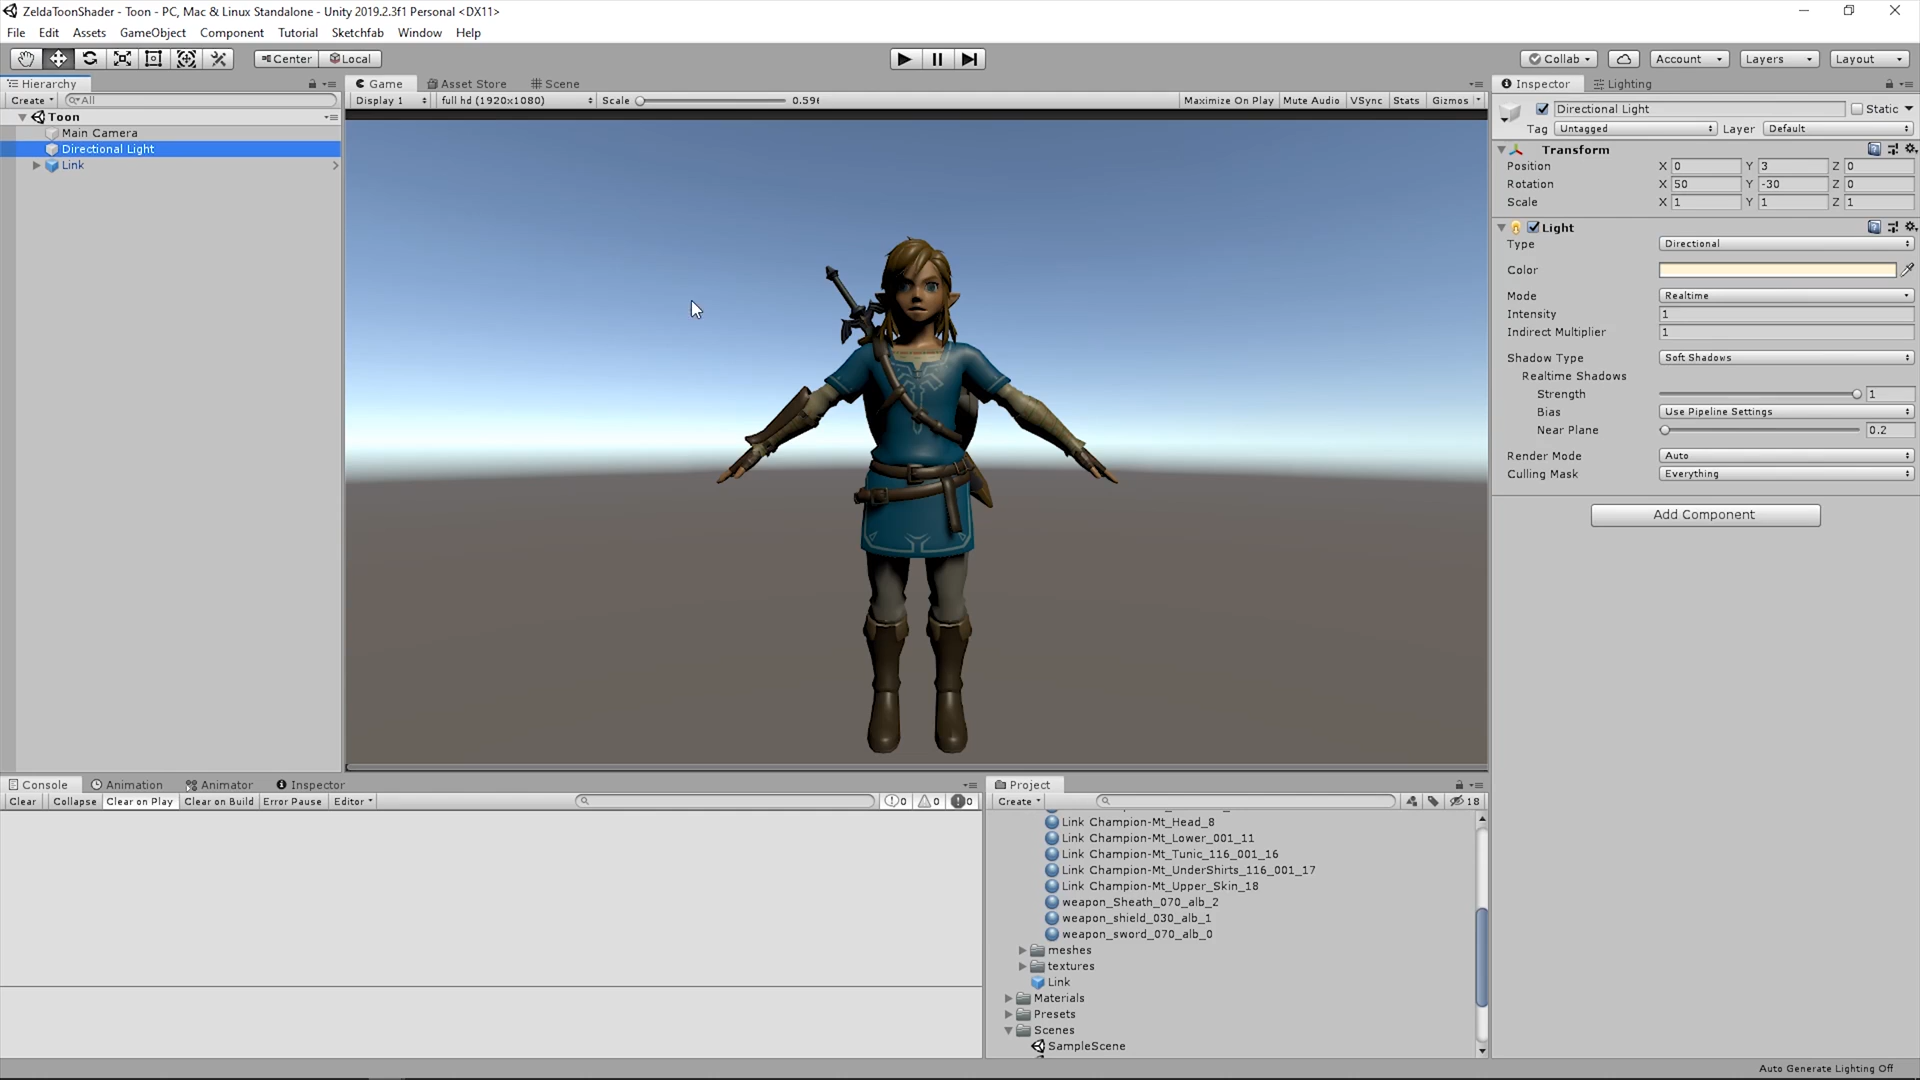 ZeldaToonShader - Toon - PC, Mac & Linux Standalone - Unity 2019.2.3f1 Personal <DX11>
File Edit Assets GameObject Component Tutorial Sketchfab Window Help
Center Local Collab Account Layers Layout
Hierarchy
Create All
Toon
Main Camera
Directional Light
Link
Game Asset Store Scene
Display 1 full hd (1920x1080) Scale Maximize On Play Mute Audio VSync Stats Gizmos
Inspector Lighting
Directional Light Static
Tag Untagged Layer Default
Transform
Position X 0 Y 3 Z 0
Rotation X 50 Y -30 Z 0
Scale X 1 Y 1 Z 1
Light
Type Directional
Color
Mode Realtime
Intensity 1
Indirect Multiplier 1
Shadow Type Soft Shadows
Realtime Shadows
Strength 1
Bias Use Pipeline Settings
Near Plane 0.2
Render Mode Auto
Culling Mask Everything
Add Component
Console Animation Animator Inspector
Clear Collapse Clear on Play Clear on Build Error Pause Editor 0 0 0
Project
Create 18
Link Champion-Mt_Head_8
Link Champion-Mt_Lower_001_11
Link Champion-Mt_Tunic_116_001_16
Link Champion-Mt_UnderShirts_116_001_17
Link Champion-Mt_Upper_Skin_18
weapon_Sheath_070_alb_2
weapon_shield_030_alb_1
weapon_sword_070_alb_0
meshes
textures
Link
Materials
Presets
Scenes
SampleScene
Auto Generate Lighting Off